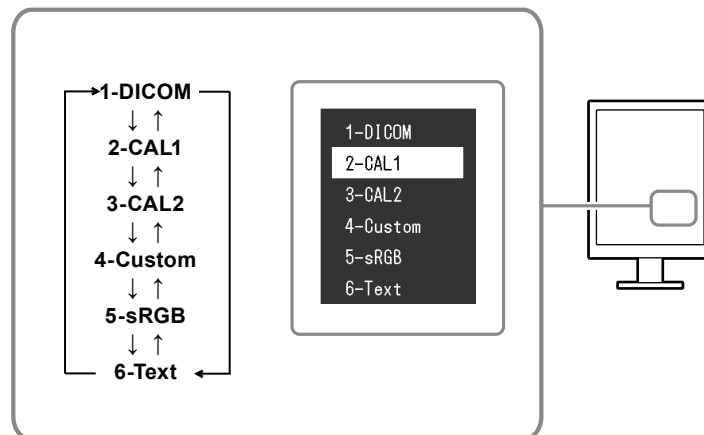 1-DICOM
↓ ↑
2-CAL1
↓ ↑
3-CAL2
↓ ↑
4-Custom
↓ ↑
5-sRGB
↓ ↑
6-Text
1-DICOM
2-CAL1
3-CAL2
4-Custom
5-sRGB
6-Text